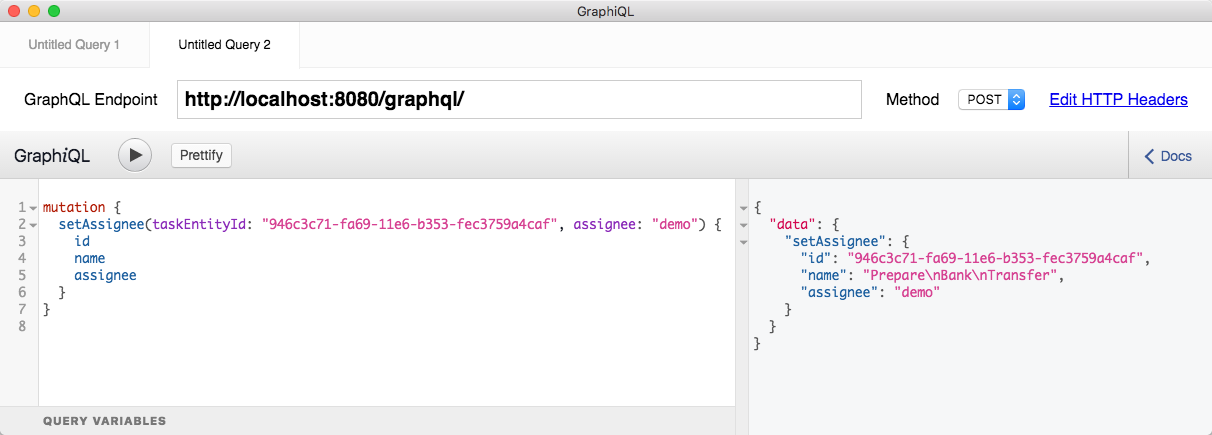 GraphiQL
Untitled Query 1 Untitled Query 2
GraphQL Endpoint http://localhost:8080/graphql/ Method POST Edit HTTP Headers
GraphiQL Prettify Docs
1 mutation {
2 setAssignee(taskEntityId: "946c3c71-fa69-11e6-b353-fec3759a4caf", assignee: "demo") {
3 id
4 name
5 assignee
6 }
7 }
8
{
"data": {
"setAssignee": {
"id": "946c3c71-fa69-11e6-b353-fec3759a4caf",
"name": "Prepare\nBank\nTransfer",
"assignee": "demo"
}
}
}
QUERY VARIABLES